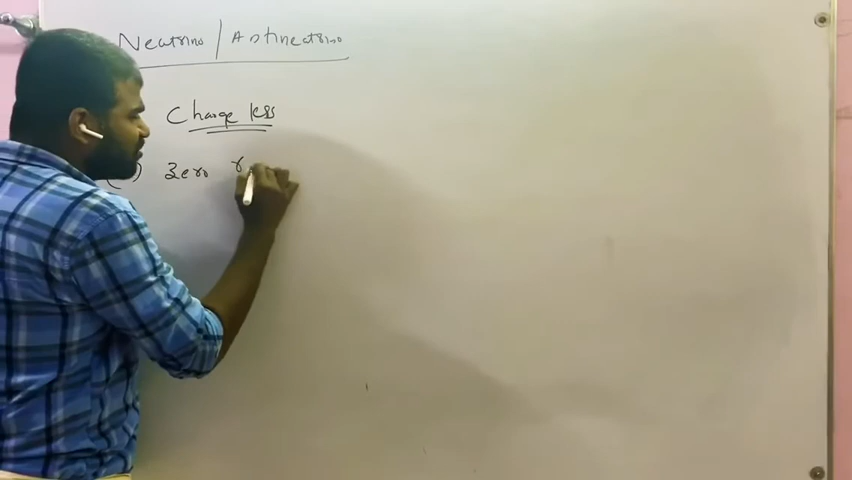 Neutrino / Antineutrino
Charge less
) Zero r